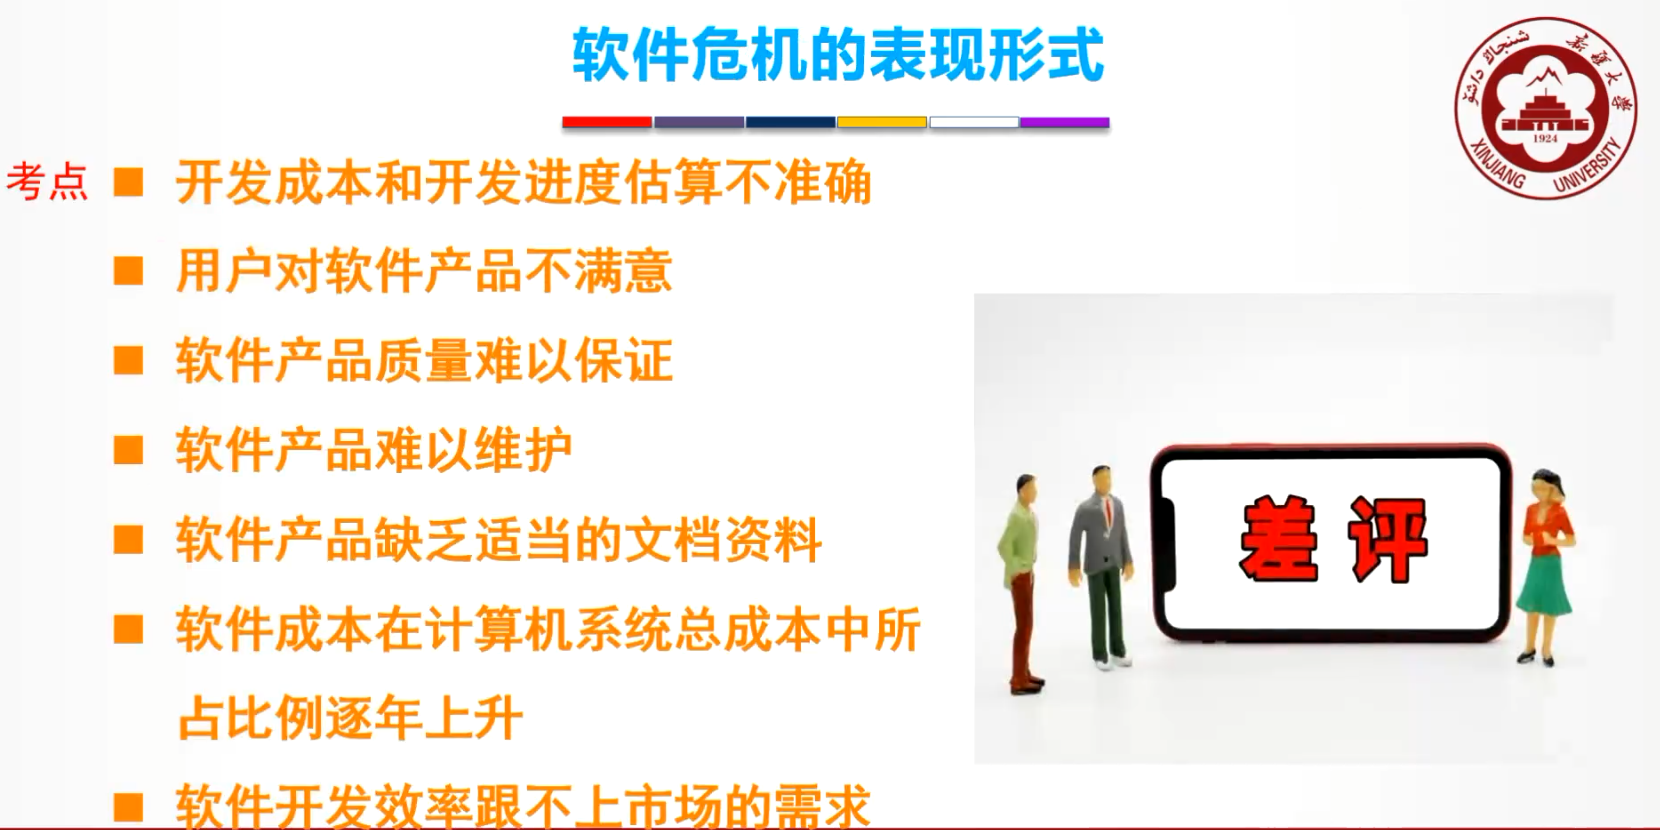 软件危机的表现形式
شىنجاڭ داشۆ
新疆大学
1924
XINJIANG UNIVERSITY
考点
■ 开发成本和开发进度估算不准确
■ 用户对软件产品不满意
■ 软件产品质量难以保证
■ 软件产品难以维护
■ 软件产品缺乏适当的文档资料
■ 软件成本在计算机系统总成本中所
占比例逐年上升
■ 软件开发效率跟不上市场的需求
差评